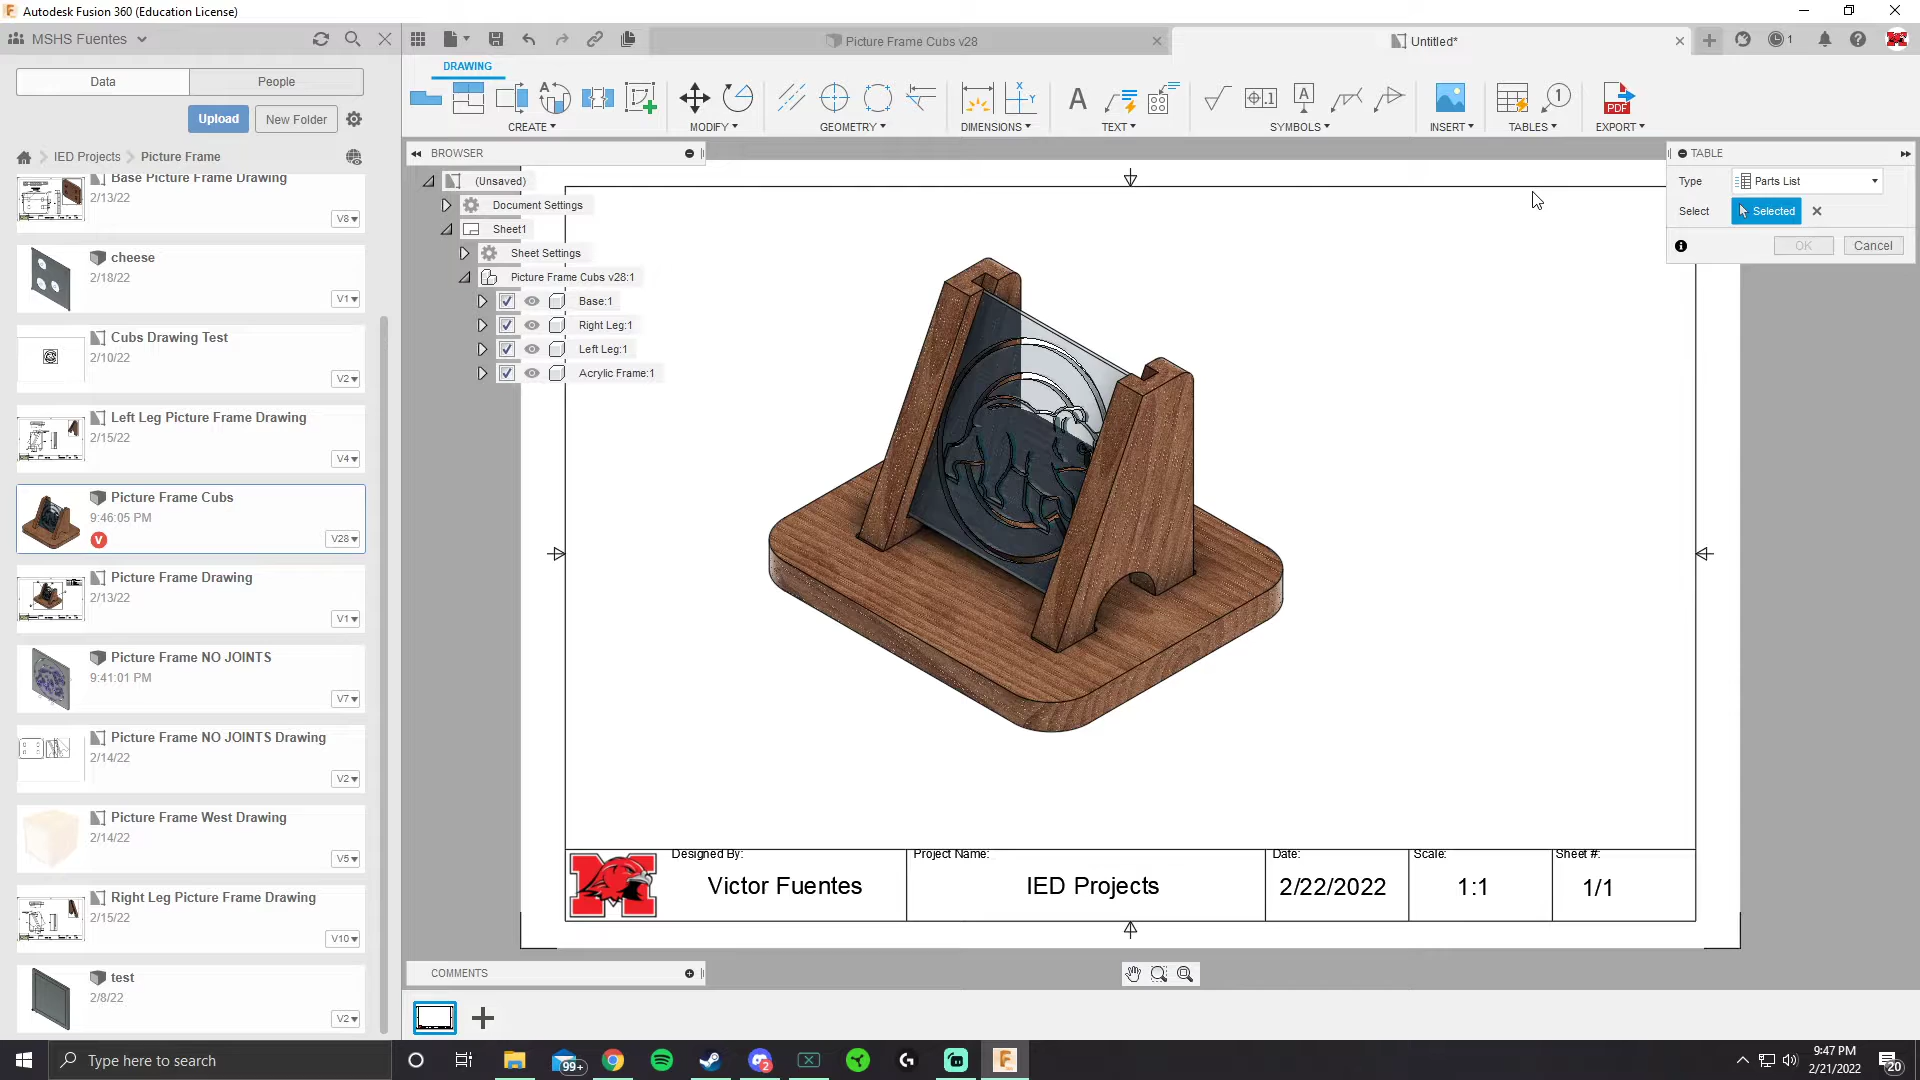 Autodesk Fusion 360 (Education License)
MSHS Fuentes
Picture Frame Cubs v28
Untitled*
1
Data
People
DRAWING
Upload
New Folder
CREATE
MODIFY
GEOMETRY
DIMENSIONS
TEXT
SYMBOLS
INSERT
TABLES
EXPORT
IED Projects
Picture Frame
BROWSER
TABLE
(Unsaved)
Type
Parts List
Document Settings
Select
Selected
Sheet1
OK
Cancel
Sheet Settings
Picture Frame Cubs v28:1
Base:1
Right Leg:1
Left Leg:1
Acrylic Frame:1
Base Picture Frame Drawing
2/13/22
V8
cheese
2/18/22
V1
Cubs Drawing Test
2/10/22
V2
Left Leg Picture Frame Drawing
2/15/22
V4
Picture Frame Cubs
9:46:05 PM
V
V28
Picture Frame Drawing
2/13/22
V1
Picture Frame NO JOINTS
9:41:01 PM
V7
Picture Frame NO JOINTS Drawing
2/14/22
V2
Picture Frame West Drawing
2/14/22
V5
Right Leg Picture Frame Drawing
2/15/22
V10
test
2/8/22
V2
Designed By:
Victor Fuentes
Project Name:
IED Projects
Date:
2/22/2022
Scale:
1:1
Sheet #:
1/1
COMMENTS
Type here to search
99+
2
9:47 PM
2/21/2022
20